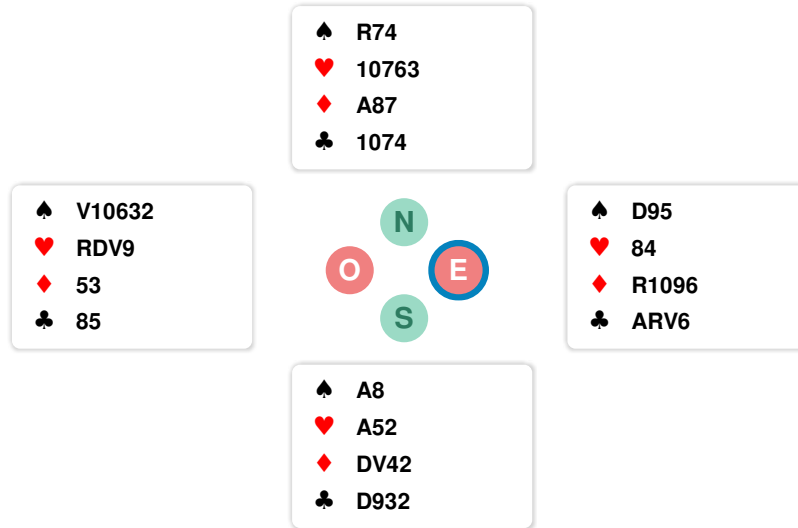 ♠ R74
♥ 10763
♦ A87
♣ 1074
♠ V10632
♥ RDV9
♦ 53
♣ 85
N
O E
S
♠ D95
♥ 84
♦ R1096
♣ ARV6
♠ A8
♥ A52
♦ DV42
♣ D932